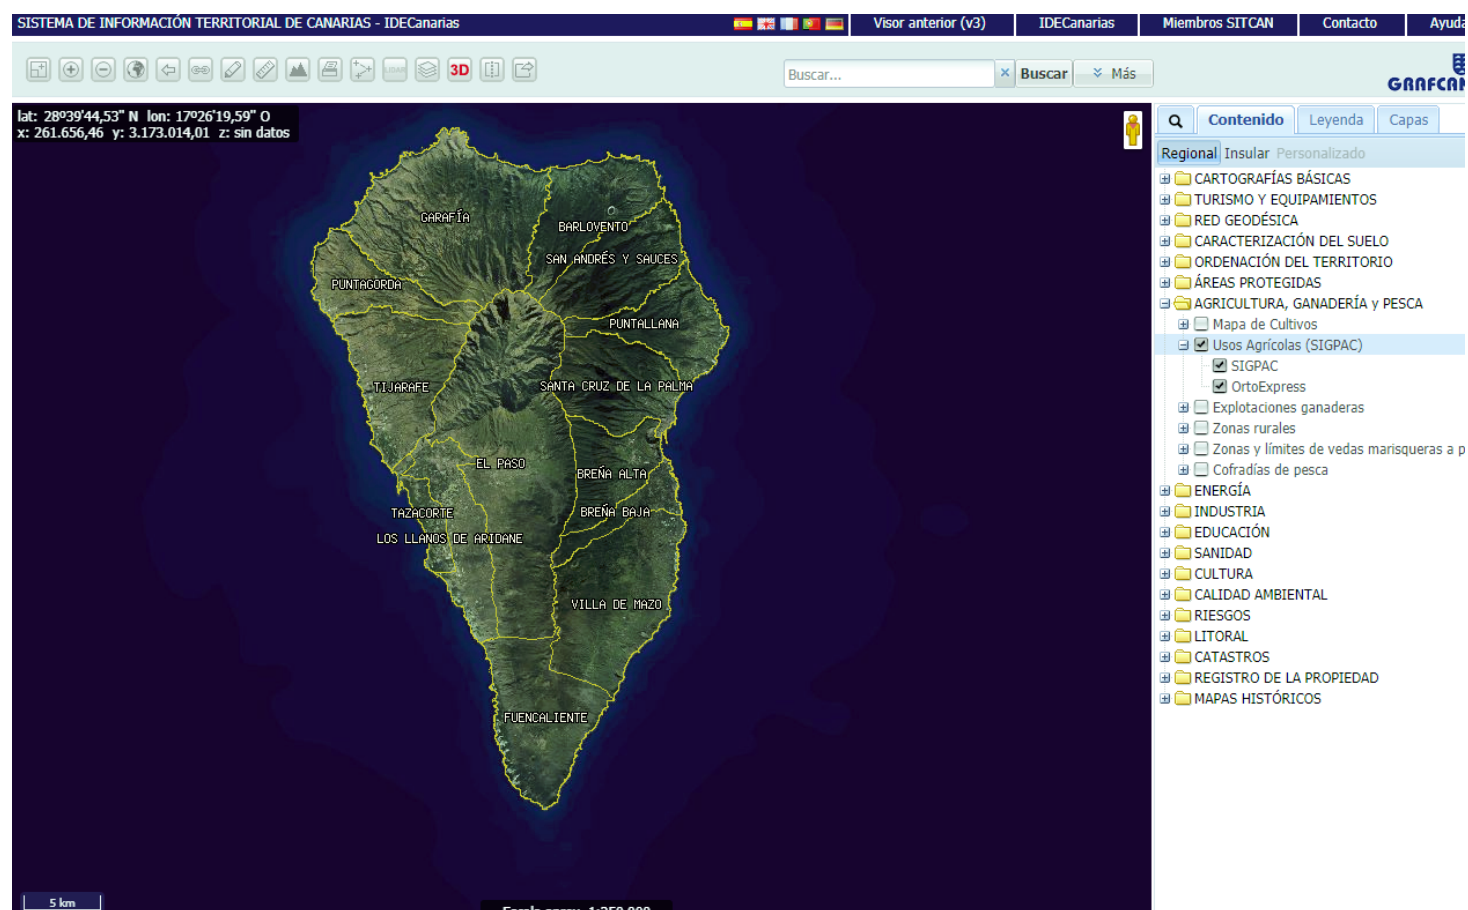 SISTEMA DE INFORMACIÓN TERRITORIAL DE CANARIAS - IDECanarias
Visor anterior (v3)
IDECanarias
Miembros SITCAN
Contacto
Ayuda
LIDAR
3D
Buscar...
Buscar
Más
GRAFCAN
lat: 28º39'44,53" N lon: 17º26'19,59" O
x: 261.656,46 y: 3.173.014,01 z: sin datos
Contenido
Leyenda
Capas
Regional Insular Personalizado
CARTOGRAFÍAS BÁSICAS
TURISMO Y EQUIPAMIENTOS
RED GEODÉSICA
CARACTERIZACIÓN DEL SUELO
ORDENACIÓN DEL TERRITORIO
ÁREAS PROTEGIDAS
AGRICULTURA, GANADERÍA y PESCA
Mapa de Cultivos
Usos Agrícolas (SIGPAC)
SIGPAC
OrtoExpress
Explotaciones ganaderas
Zonas rurales
Zonas y límites de vedas marisqueras a p
Cofradías de pesca
ENERGÍA
INDUSTRIA
EDUCACIÓN
SANIDAD
CULTURA
CALIDAD AMBIENTAL
RIESGOS
LITORAL
CATASTROS
REGISTRO DE LA PROPIEDAD
MAPAS HISTÓRICOS
GARAFÍA
BARLOVENTO
SAN ANDRÉS Y SAUCES
PUNTAGORDA
PUNTALLANA
TIJARAFE
SANTA CRUZ DE LA PALMA
EL PASO
BREÑA ALTA
TAZACORTE
BREÑA BAJA
LOS LLANOS DE ARIDANE
VILLA DE MAZO
FUENCALIENTE
5 km